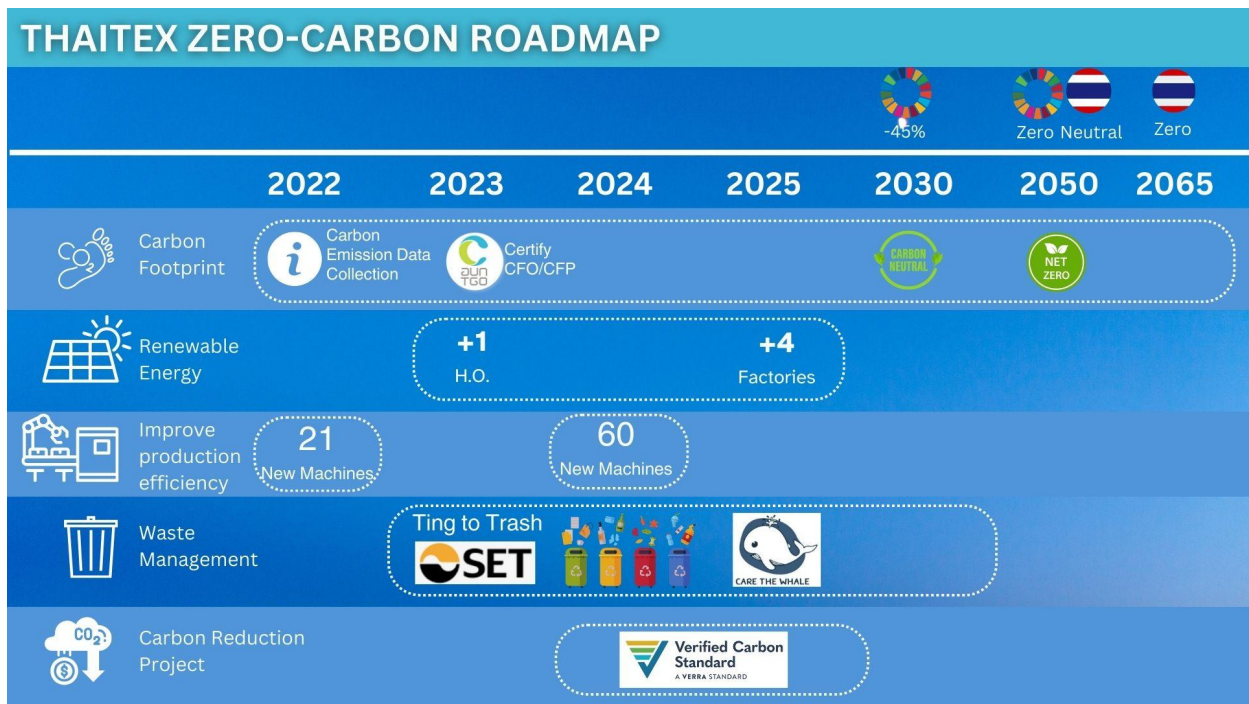 THAITEX ZERO-CARBON ROADMAP
-45%
Zero Neutral
Zero
2022 2023 2024 2025 2030 2050 2065
Carbon
Footprint
CO2
i
Carbon
Emission Data
Collection
TGO
Certify
CFO/CFP
CARBON
NEUTRAL
NET
ZERO
Renewable
Energy
+1
H.O.
+4
Factories
Improve
production
efficiency
21
New Machines
60
New Machines
Waste
Management
Ting to Trash
SET
CARE THE WHALE
CO2
$
Carbon Reduction
Project
Verified Carbon
Standard
A VERRA STANDARD